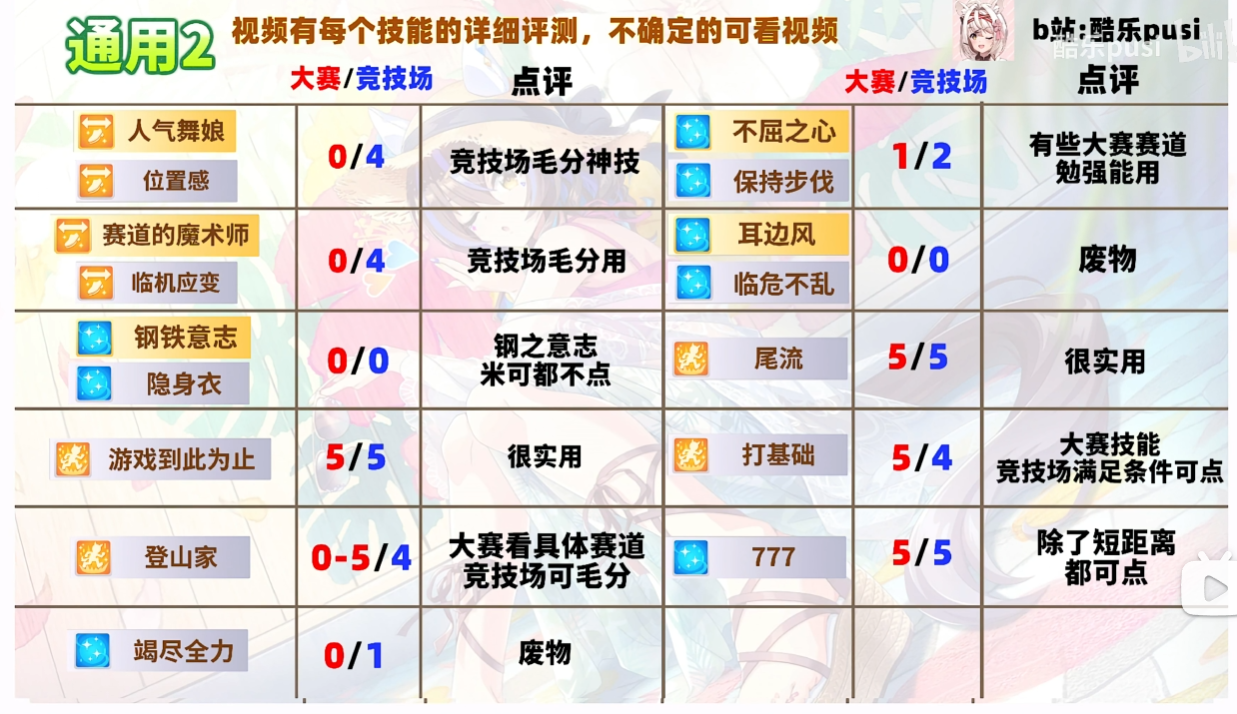 通用2
视频有每个技能的详细评测，不确定的可看视频
b站:酷乐pusi
酷乐pusi bili
大赛/竞技场
点评
大赛/竞技场
点评
人气舞娘
位置感
0/4
竞技场毛分神技
不屈之心
保持步伐
1/2
有些大赛赛道
勉强能用
赛道的魔术师
临机应变
0/4
竞技场毛分用
耳边风
临危不乱
0/0
废物
钢铁意志
隐身衣
0/0
钢之意志
米可都不点
尾流
5/5
很实用
游戏到此为止
5/5
很实用
打基础
5/4
大赛技能
竞技场满足条件可点
登山家
0-5/4
大赛看具体赛道
竞技场可毛分
777
5/5
除了短距离
都可点
竭尽全力
0/1
废物